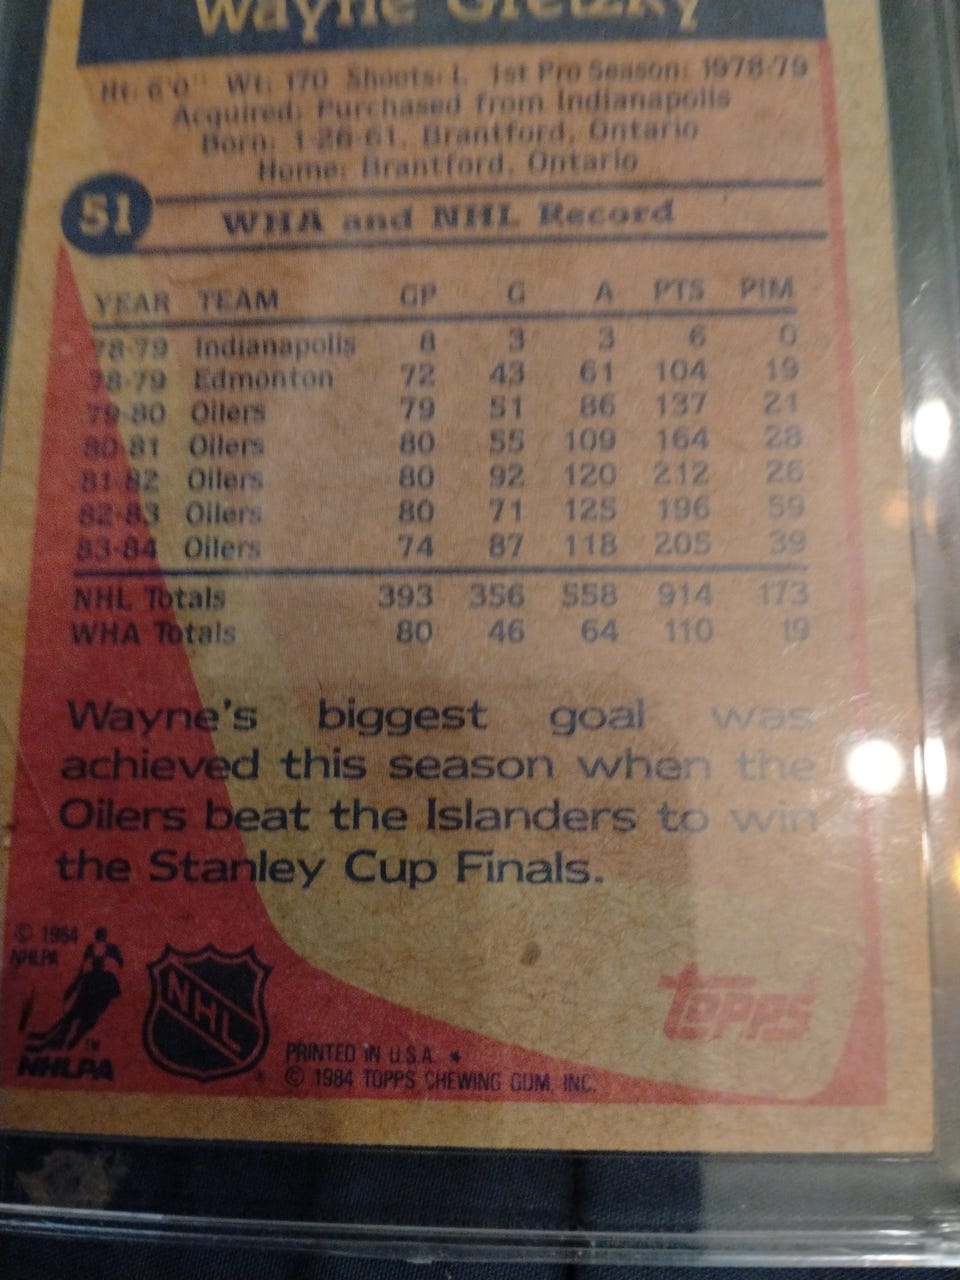 Wayne Gretzky
Ht: 6'0" Wt: 170 Shoots: L 1st Pro Season: 1978-79
Acquired: Purchased from Indianapolis
Born: 1-26-61, Brantford, Ontario
Home: Brantford, Ontario
51 WHA and NHL Record
YEAR TEAM GP G A PTS PIM
78-79 Indianapolis 8 3 3 6 0
78-79 Edmonton 72 43 61 104 19
79-80 Oilers 79 51 86 137 21
80-81 Oilers 80 55 109 164 28
81-82 Oilers 80 92 120 212 26
82-83 Oilers 80 71 125 196 59
83-84 Oilers 74 87 118 205 39
NHL Totals 393 356 558 914 173
WHA Totals 80 46 64 110 19
Wayne's biggest goal was
achieved this season when the
Oilers beat the Islanders to win
the Stanley Cup Finals.
© 1984
NHLPA
TM
NHLPA
NHL
PRINTED IN U.S.A. *
© 1984 TOPPS CHEWING GUM, INC.
topps